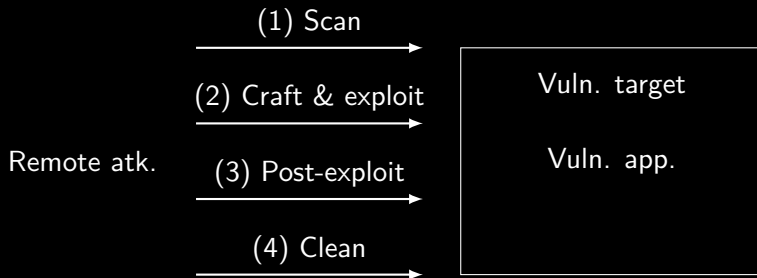 (1) Scan
(2) Craft & exploit
Remote atk.
(3) Post-exploit
(4) Clean
Vuln. target
Vuln. app.